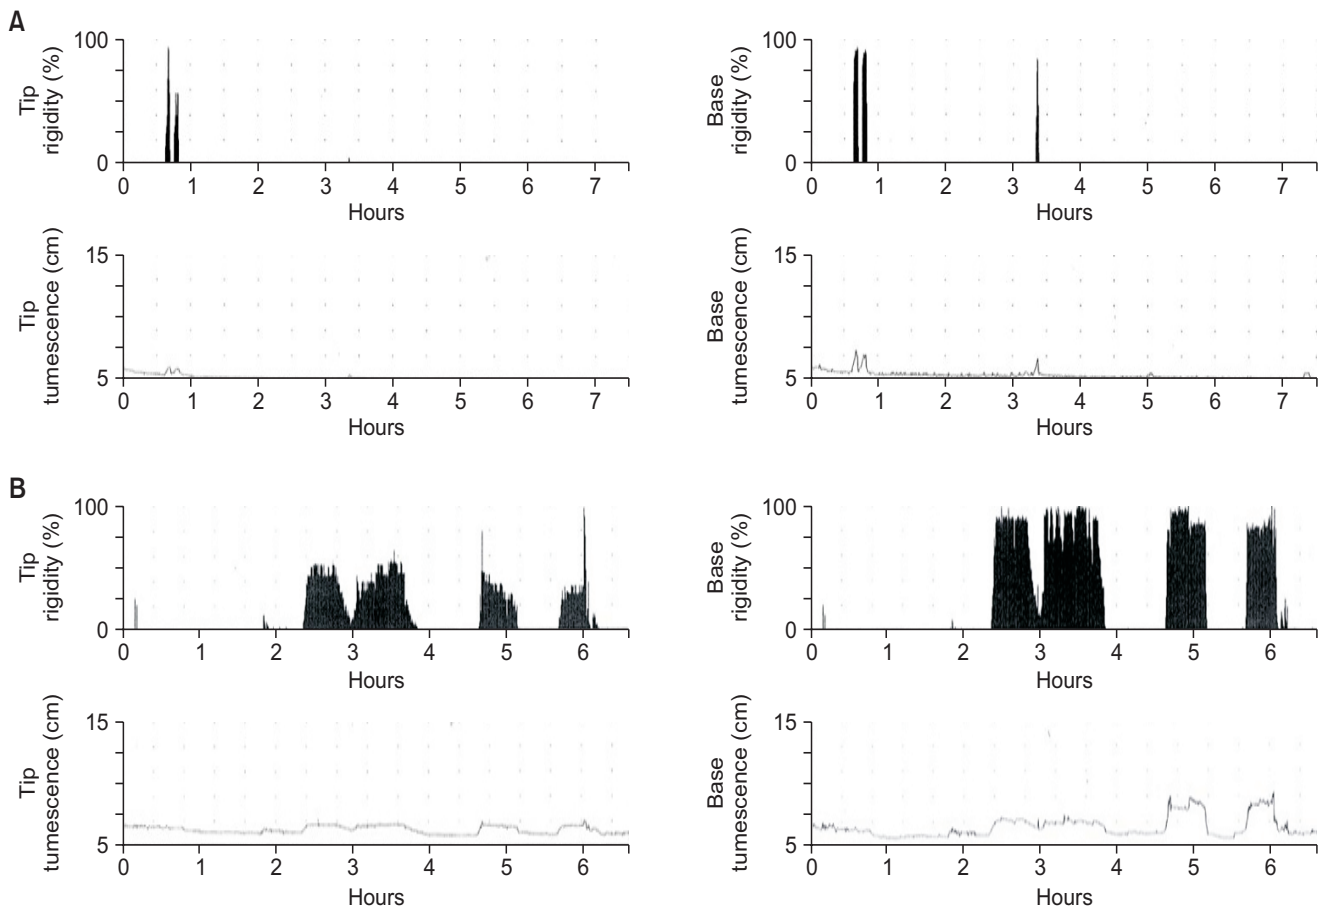 A
Tip
rigidity (%)
100
0
0 1 2 3 4 5 6 7
Hours
Base
rigidity (%)
100
0
0 1 2 3 4 5 6 7
Hours
Tip
tumescence (cm)
15
5
0 1 2 3 4 5 6 7
Hours
Base
tumescence (cm)
15
5
0 1 2 3 4 5 6 7
Hours
B
Tip
rigidity (%)
100
0
0 1 2 3 4 5 6
Hours
Base
rigidity (%)
100
0
0 1 2 3 4 5 6
Hours
Tip
tumescence (cm)
15
5
0 1 2 3 4 5 6
Hours
Base
tumescence (cm)
15
5
0 1 2 3 4 5 6
Hours